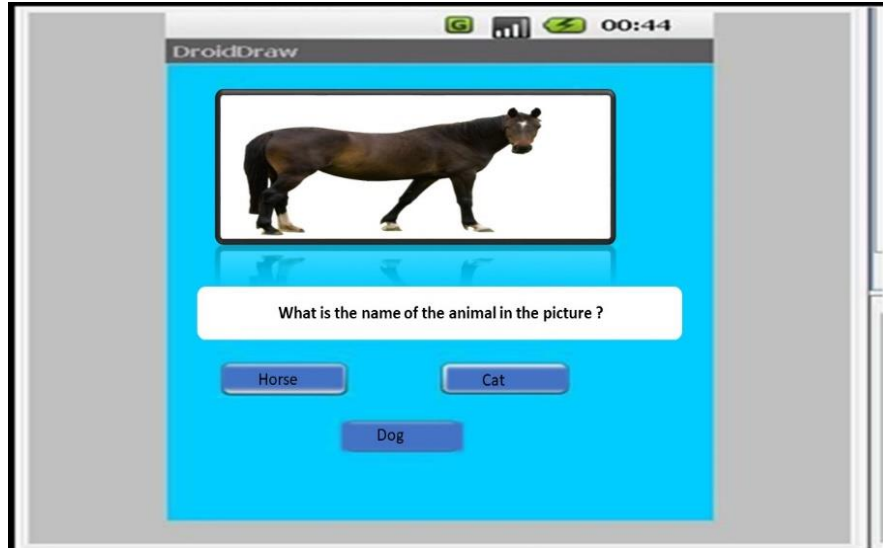 G 00:44
DroidDraw
What is the name of the animal in the picture ?
Horse Cat
Dog